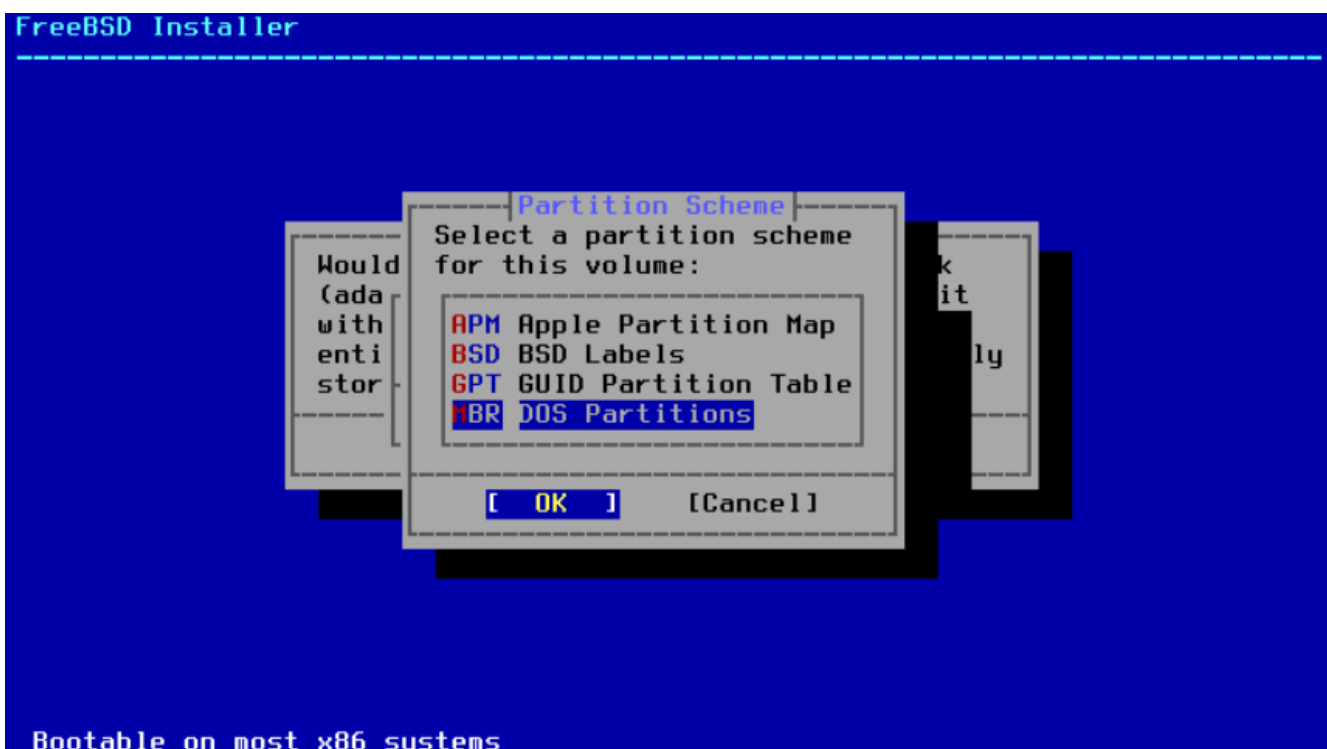 FreeBSD Installer
Partition Scheme
Select a partition scheme
for this volume:
Would
(ada
with
enti
stor
k
it
ly
APM Apple Partition Map
BSD BSD Labels
GPT GUID Partition Table
MBR DOS Partitions
[ OK ] [Cancel]
Bootable on most x86 systems